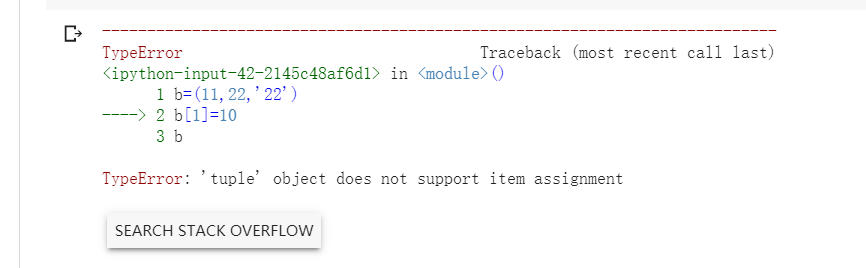 ---------------------------------------------------------------------------
TypeError                                 Traceback (most recent call last)
<ipython-input-42-2145c48af6d1> in <module>()
      1 b=(11,22,'22')
----> 2 b[1]=10
      3 b
TypeError: 'tuple' object does not support item assignment
SEARCH STACK OVERFLOW